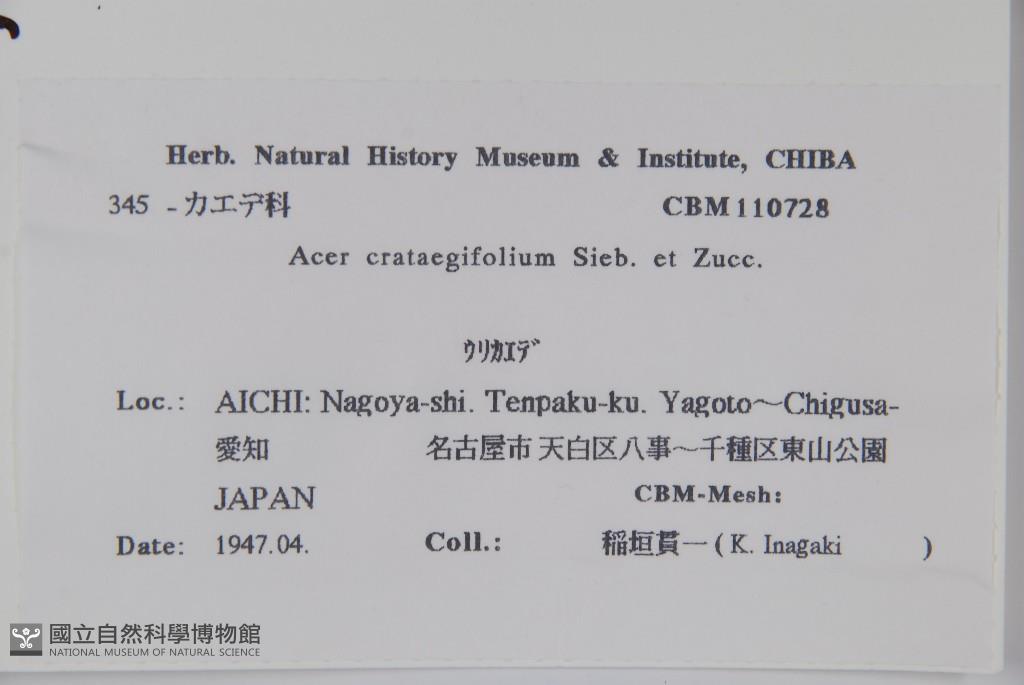 Herb. Natural History Museum & Institute, CHIBA
345 - カエデ科 CBM 110728
Acer crataegifolium Sieb. et Zucc.
ｳﾘｶｴﾃﾞ
Loc.: AICHI: Nagoya-shi. Tenpaku-ku. Yagoto～Chigusa-
愛知 名古屋市 天白区八事～千種区東山公園
JAPAN CBM-Mesh:
Date: 1947.04. Coll.: 稲垣貫一 ( K. Inagaki )
國立自然科學博物館
NATIONAL MUSEUM OF NATURAL SCIENCE